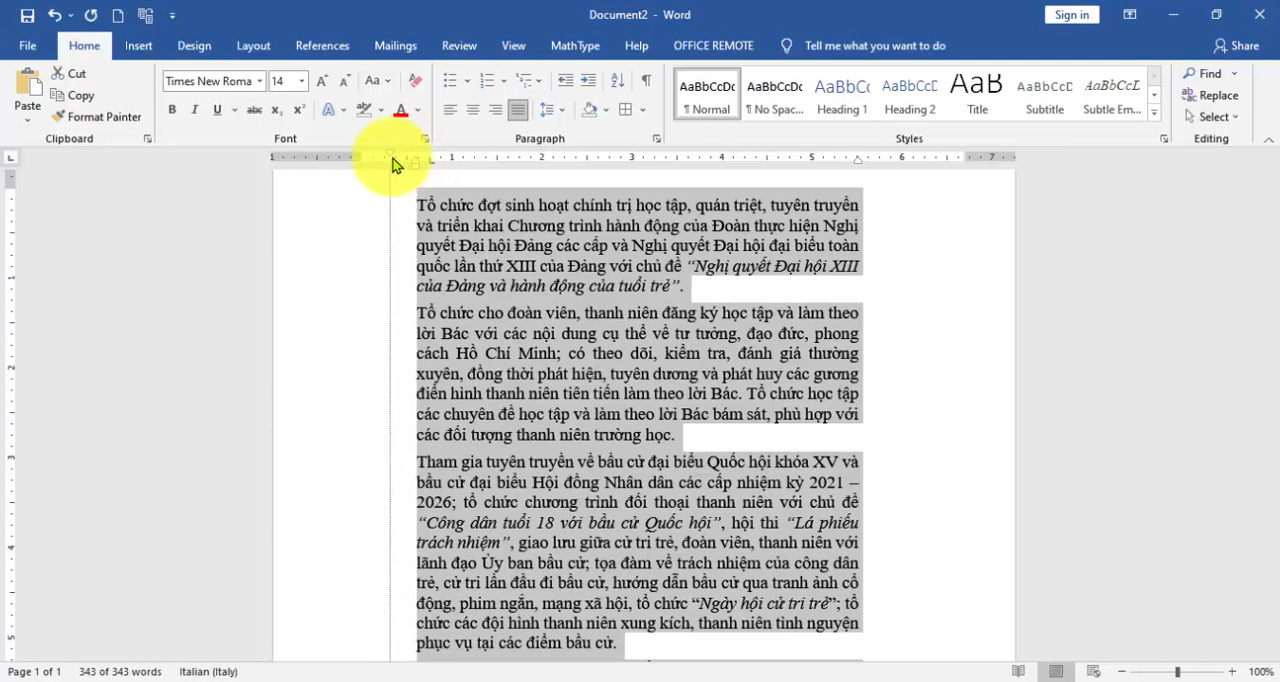 Document2 - Word
Sign in
File Home Insert Design Layout References Mailings Review View MathType Help OFFICE REMOTE Tell me what you want to do Share
Paste
Cut
Copy
Format Painter
Clipboard
Times New Roma 14
Font
Paragraph
AaBbCcDc AaBbCcDc AaBbCc AaBbCcC AaB AaBbCcC AaBbCcDc
¶ Normal ¶ No Spac... Heading 1 Heading 2 Title Subtitle Subtle Em...
Styles
Find
Replace
Select
Editing
1 1 2 3 4 5 6 7
Tổ chức đợt sinh hoạt chính trị học tập, quán triệt, tuyên truyền
và triển khai Chương trình hành động của Đoàn thực hiện Nghị
quyết Đại hội Đảng các cấp và Nghị quyết Đại hội đại biểu toàn
quốc lần thứ XIII của Đảng với chủ đề “Nghị quyết Đại hội XIII
của Đảng và hành động của tuổi trẻ”.
Tổ chức cho đoàn viên, thanh niên đăng ký học tập và làm theo
lời Bác với các nội dung cụ thể về tư tưởng, đạo đức, phong
cách Hồ Chí Minh; có theo dõi, kiểm tra, đánh giá thường
xuyên, đồng thời phát hiện, tuyên dương và phát huy các gương
điển hình thanh niên tiên tiến làm theo lời Bác. Tổ chức học tập
các chuyên đề học tập và làm theo lời Bác bám sát, phù hợp với
các đối tượng thanh niên trường học.
Tham gia tuyên truyền về bầu cử đại biểu Quốc hội khóa XV và
bầu cử đại biểu Hội đồng Nhân dân các cấp nhiệm kỳ 2021 –
2026; tổ chức chương trình đối thoại thanh niên với chủ đề
“Công dân tuổi 18 với bầu cử Quốc hội”, hội thi “Lá phiếu
trách nhiệm”, giao lưu giữa cử tri trẻ, đoàn viên, thanh niên với
lãnh đạo Ủy ban bầu cử; tọa đàm về trách nhiệm của công dân
trẻ, cử tri lần đầu đi bầu cử, hướng dẫn bầu cử qua tranh ảnh cổ
động, phim ngắn, mạng xã hội, tổ chức “Ngày hội cử tri trẻ”; tổ
chức các đội hình thanh niên xung kích, thanh niên tình nguyện
phục vụ tại các điểm bầu cử.
Page 1 of 1 343 of 343 words Italian (Italy) 100%